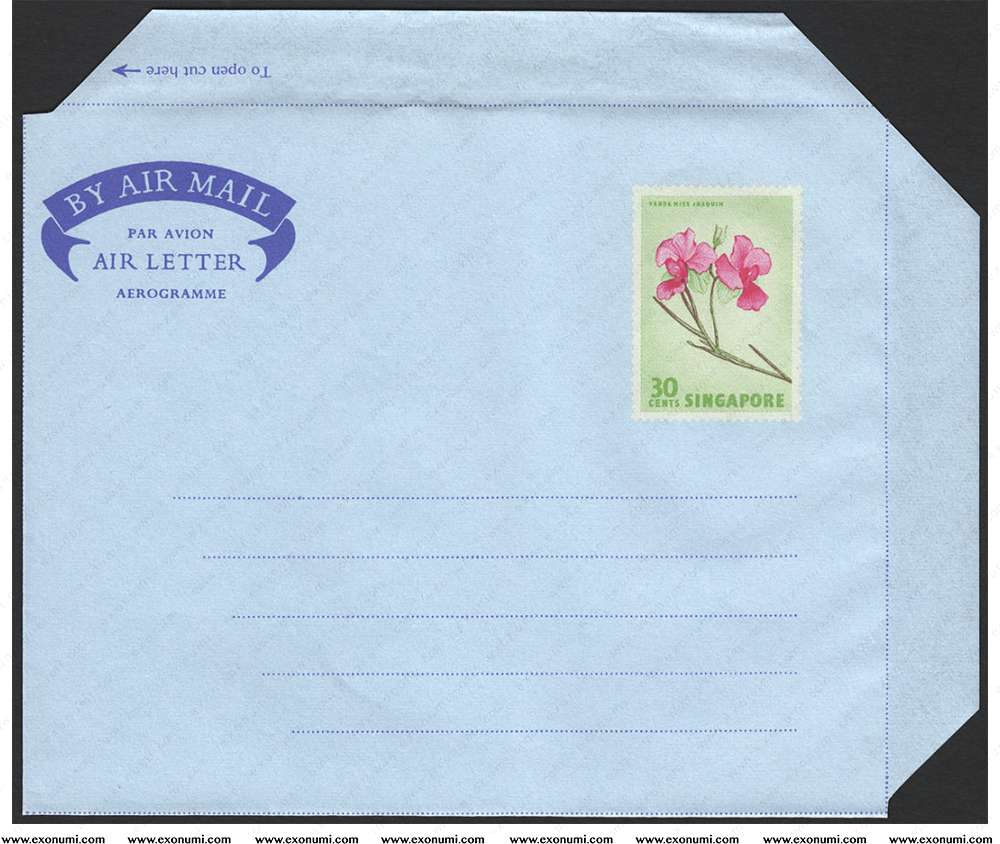 To open cut here
BY AIR MAIL
PAR AVION
AIR LETTER
AEROGRAMME
VANDA MISS JOAQUIM
30
CENTS SINGAPORE
www.exonumi.com www.exonumi.com www.exonumi.com www.exonumi.com www.exonumi.com www.exonumi.com www.exonumi.com www.exonumi.com